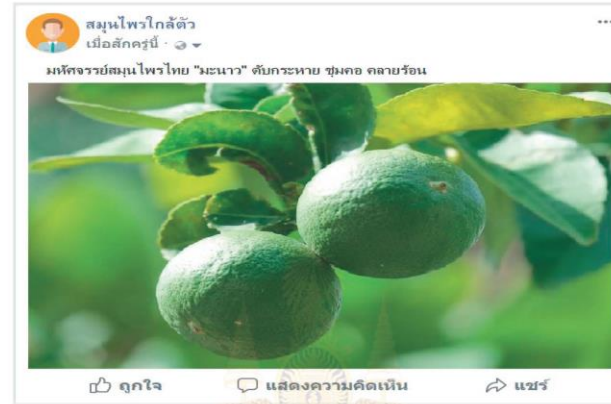 สมุนไพรใกล้ตัว
เมื่อสักครู่นี้ ·
มหัศจรรย์สมุนไพรไทย "มะนาว" ดับกระหาย ชุ่มคอ คลายร้อน
ถูกใจ แสดงความคิดเห็น แชร์